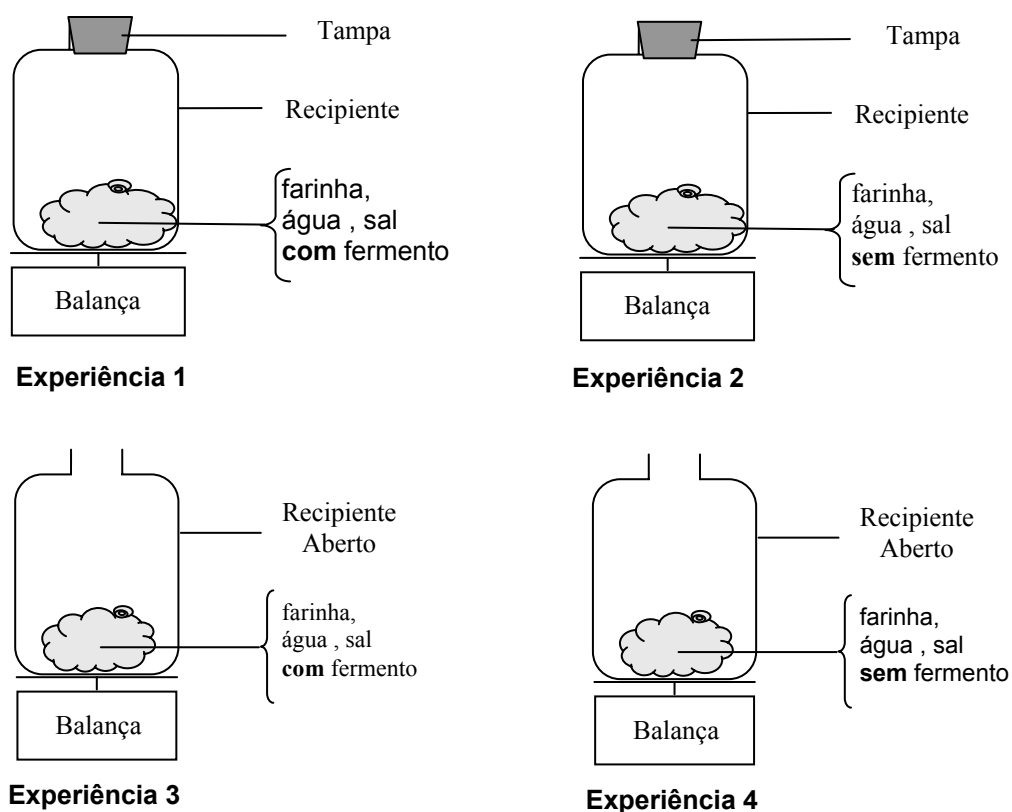 Tampa
Recipiente
farinha,
água , sal
com fermento
Balança
Experiência 1
Tampa
Recipiente
farinha,
água , sal
sem fermento
Balança
Experiência 2
Recipiente
Aberto
farinha,
água , sal
com fermento
Balança
Experiência 3
Recipiente
Aberto
farinha,
água , sal
sem fermento
Balança
Experiência 4